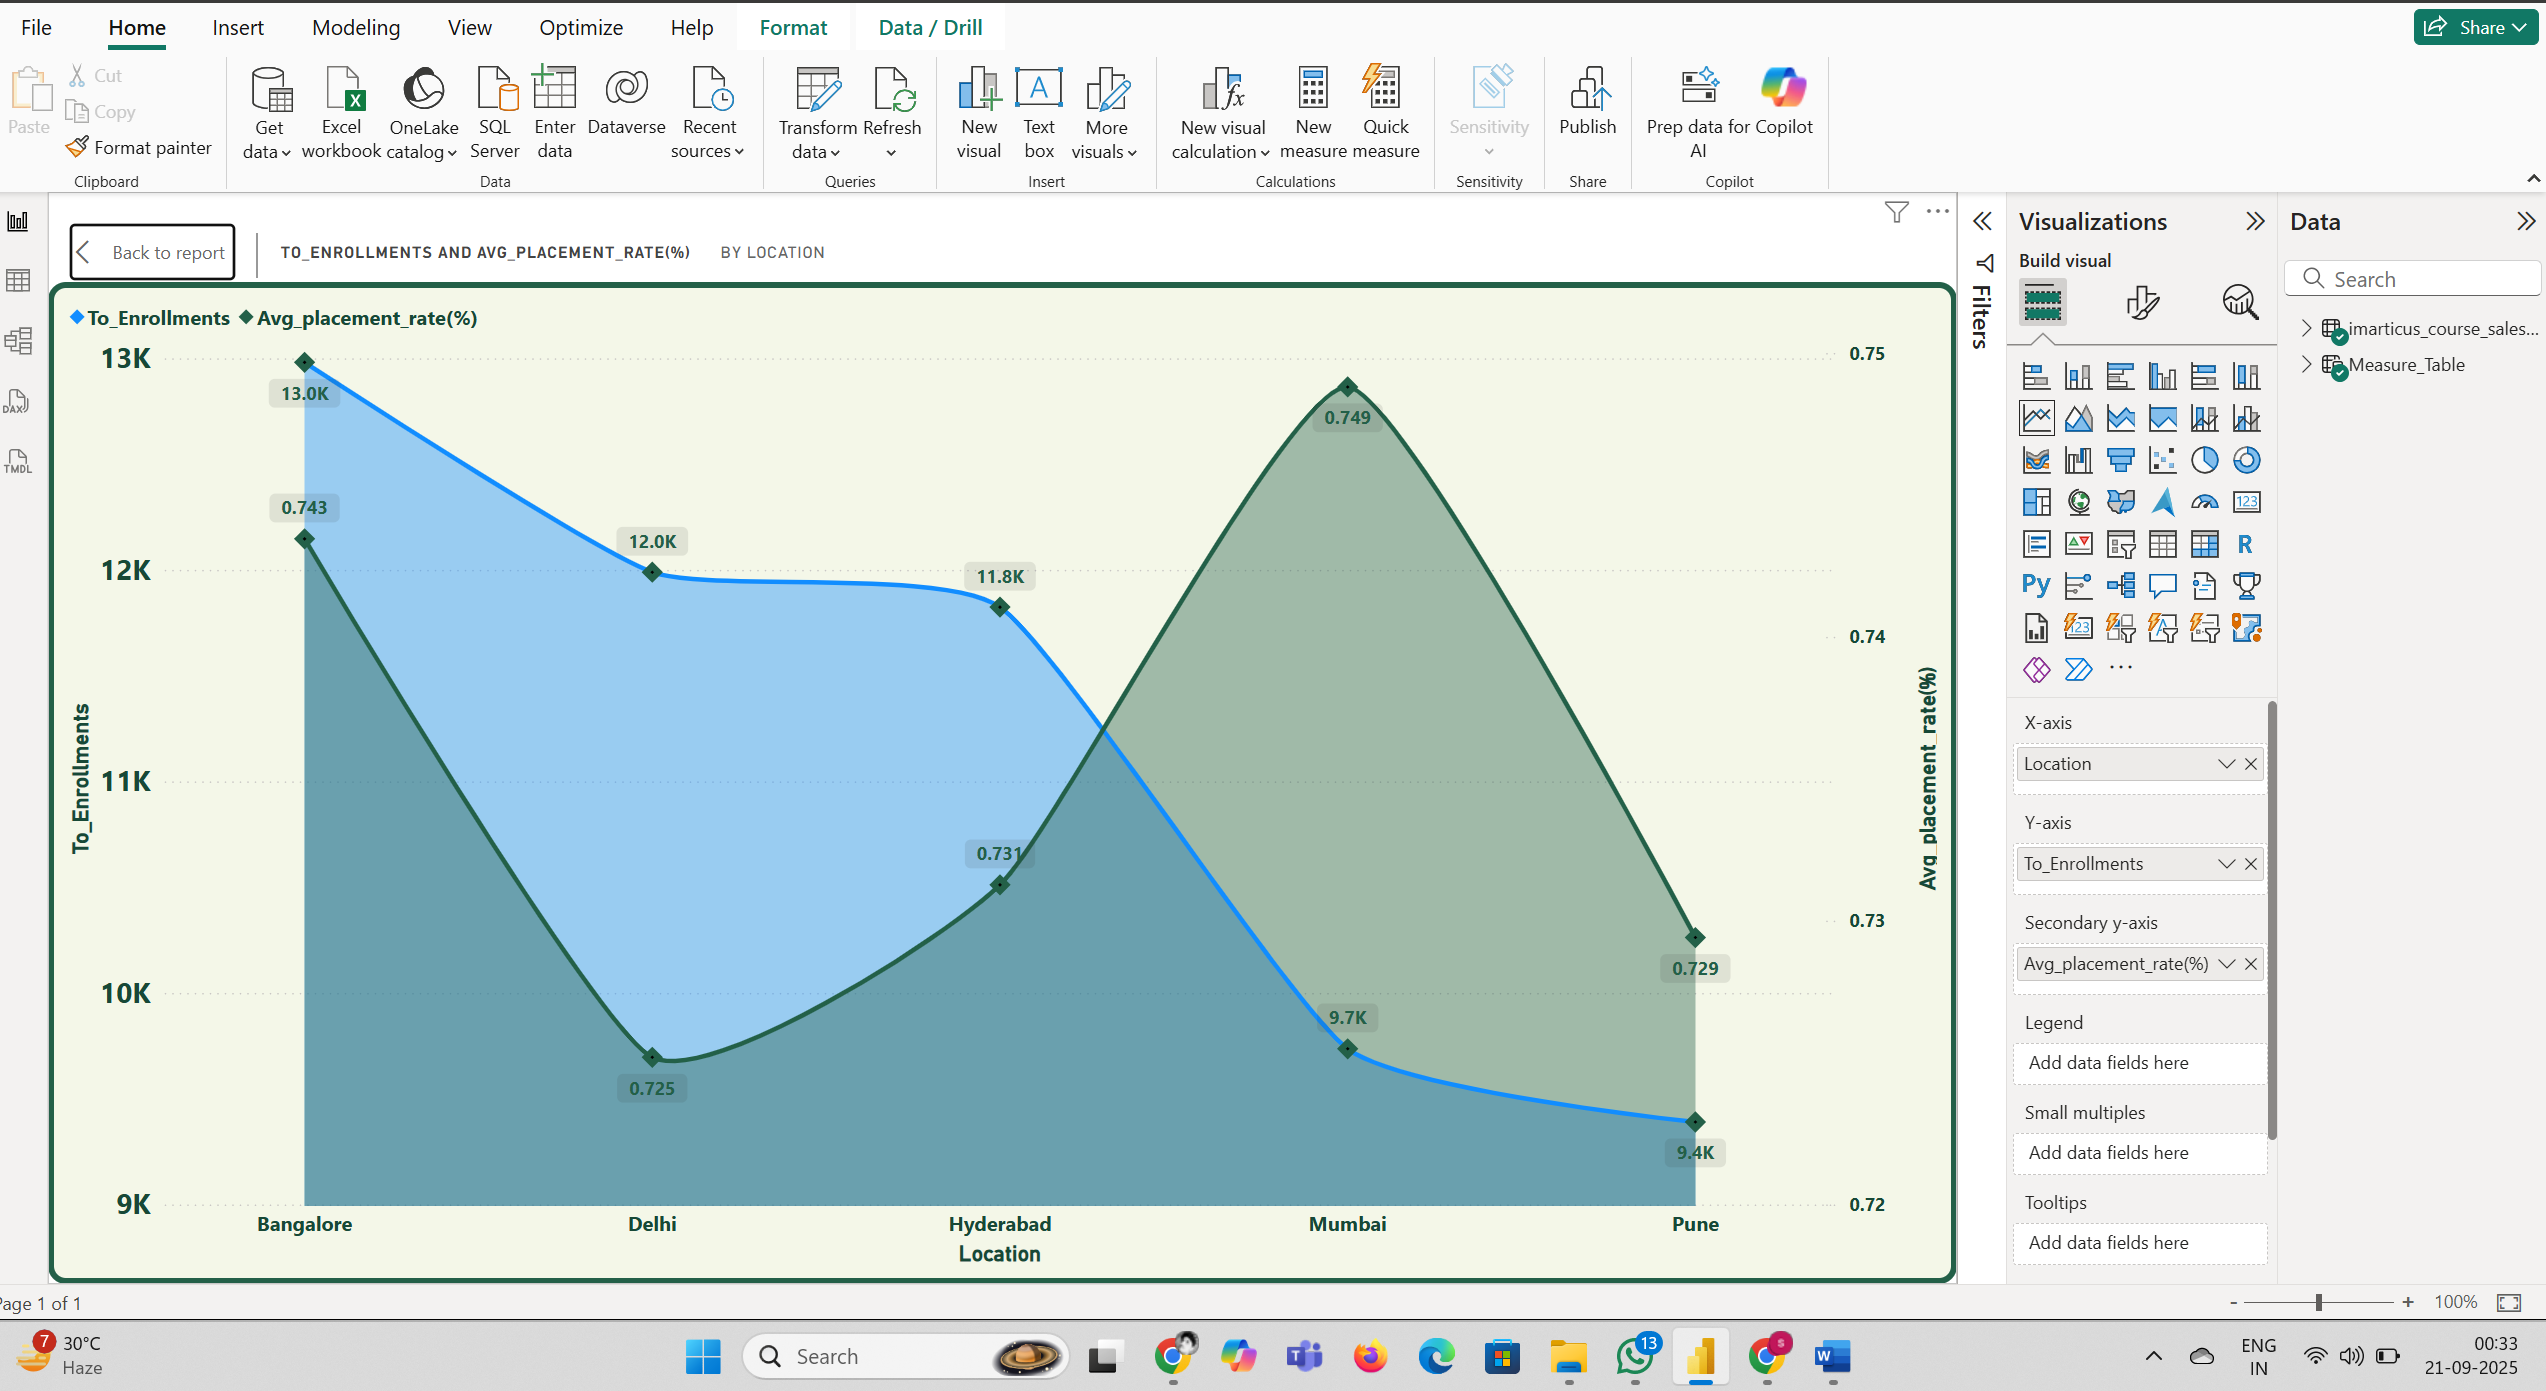 File Home Insert Modeling View Optimize Help Format Data / Drill Share
Paste
Cut
Copy
Format painter
Clipboard
Get data
Excel workbook
OneLake catalog
SQL Server
Enter data
Dataverse
Recent sources
Data
Transform data
Refresh
Queries
New visual
Text box
More visuals
Insert
New visual calculation
New measure
Quick measure
Calculations
Sensitivity
Sensitivity
Publish
Share
Prep data for AI
Copilot
Copilot
DAX
TMDL
Back to report
TO_ENROLLMENTS AND AVG_PLACEMENT_RATE(%) BY LOCATION
To_Enrollments Avg_placement_rate(%)
13K
12K
11K
10K
9K
To_Enrollments
13.0K
12.0K
11.8K
9.7K
9.4K
0.743
0.725
0.731
0.749
0.729
0.75
0.74
0.73
0.72
Avg_placement_rate(%)
Bangalore Delhi Hyderabad Mumbai Pune
Location
Filters
Visualizations
Build visual
123
R
Py
123
X-axis
Location
Y-axis
To_Enrollments
Secondary y-axis
Avg_placement_rate(%)
Legend
Add data fields here
Small multiples
Add data fields here
Tooltips
Add data fields here
Data
Search
imarticus_course_sales...
Measure_Table
Page 1 of 1
- + 100%
7
30°C
Haze
Search
13
S
W
ENG
IN
00:33
21-09-2025